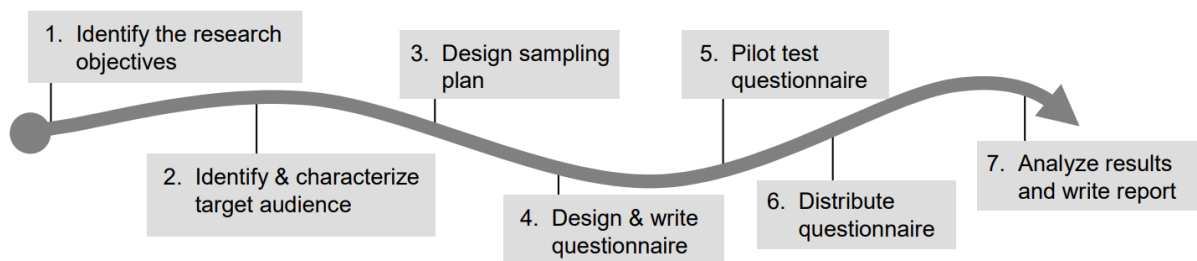 1. Identify the research
objectives
2. Identify & characterize
target audience
3. Design sampling
plan
4. Design & write
questionnaire
5. Pilot test
questionnaire
6. Distribute
questionnaire
7. Analyze results
and write report